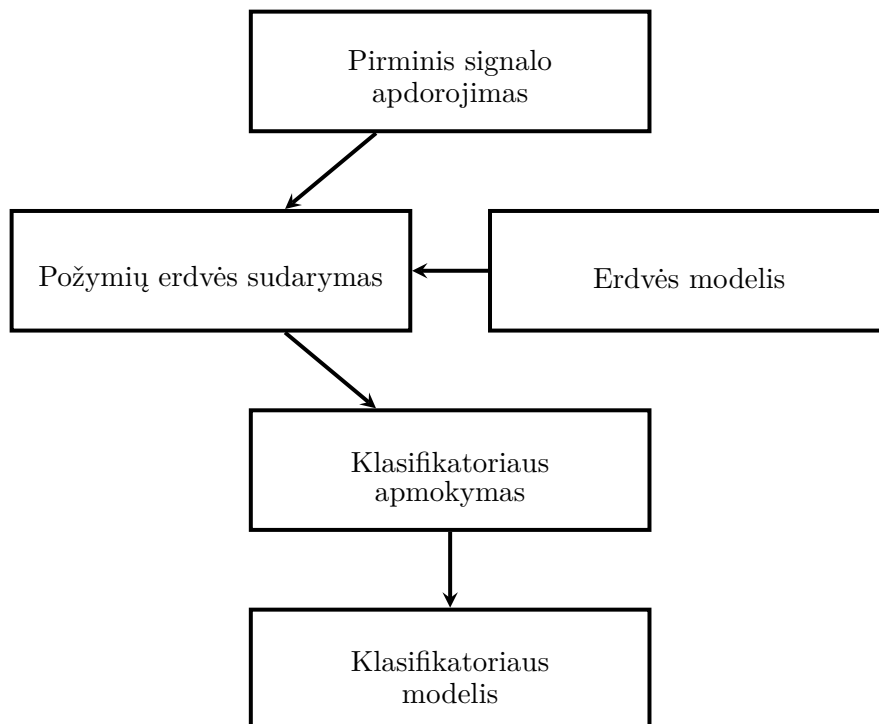 Pirminis signalo
apdorojimas
Požymių erdvės sudarymas
Erdvės modelis
Klasifikatoriaus
apmokymas
Klasifikatoriaus
modelis